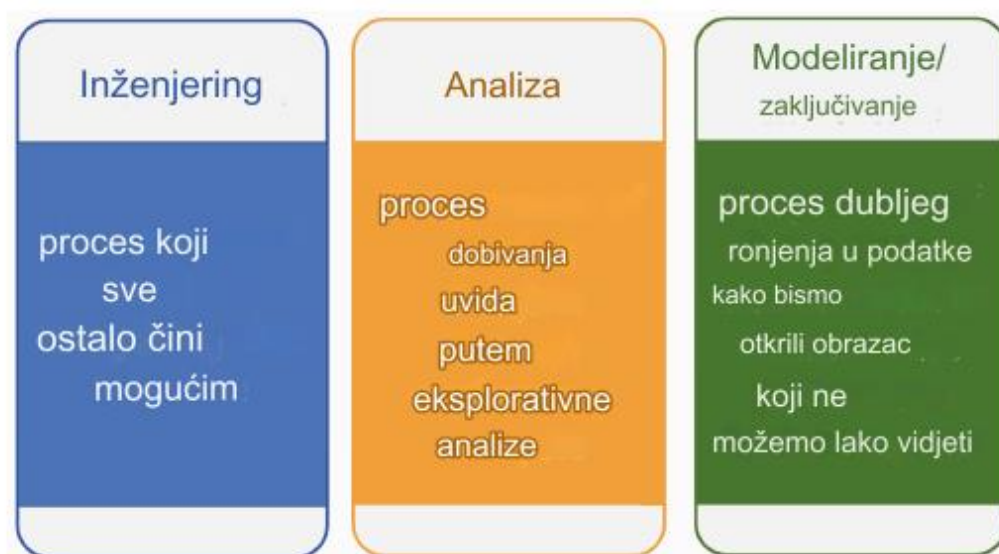 Inženjering
proces koji
sve
ostalo čini
mogućim
Analiza
proces
dobivanja
uvida
putem
eksplorativne
analize
Modeliranje/
zaključivanje
proces dubljeg
ronjenja u podatke
kako bismo
otkrili obrazac
koji ne
možemo lako vidjeti